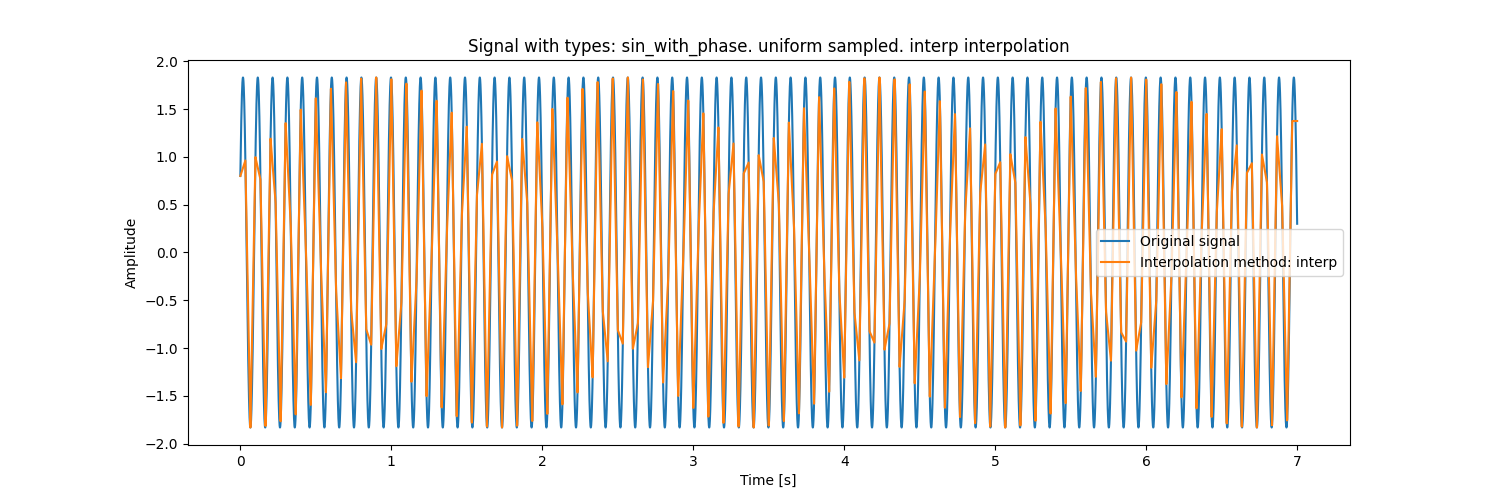 Signal with types: sin_with_phase. uniform sampled. interp interpolation
2.0
1.5
1.0
0.5
0.0
−0.5
−1.0
−1.5
−2.0
Amplitude
Original signal
Interpolation method: interp
0 1 2 3 4 5 6 7
Time [s]